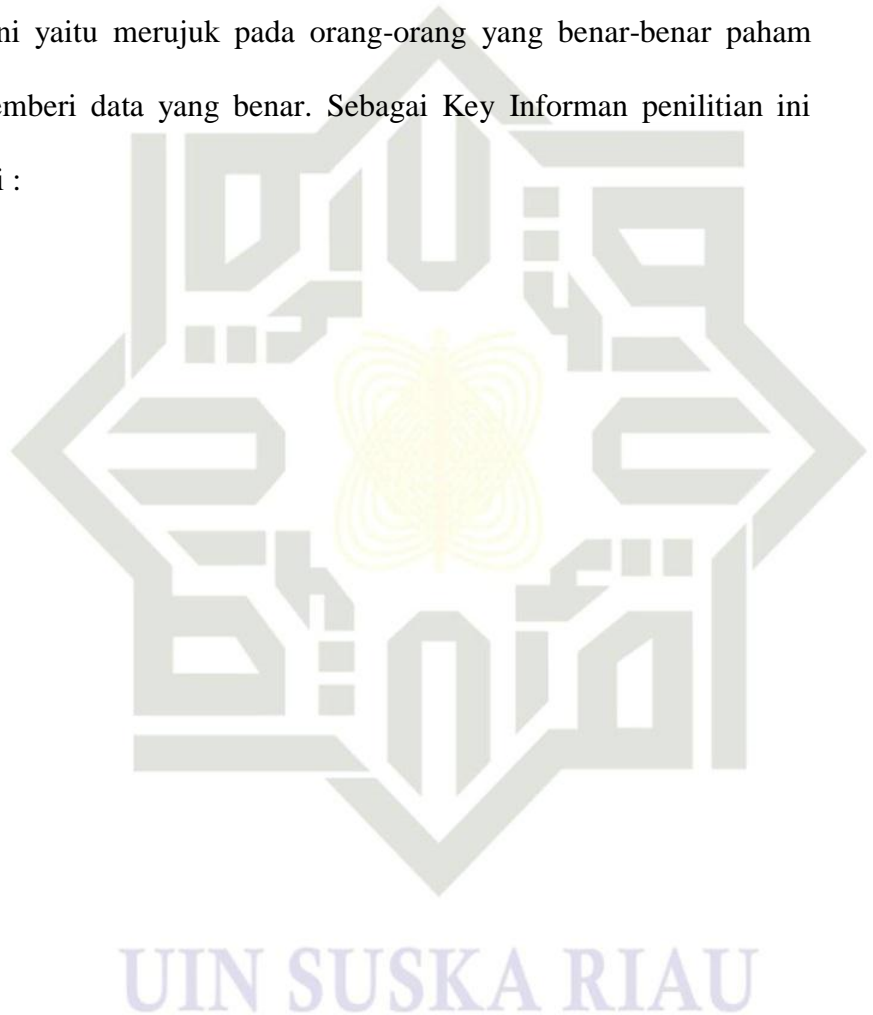 ni yaitu merujuk pada orang-orang yang benar-benar paham
emberi data yang benar. Sebagai Key Informan penilitian ini
i :
UIN SUSKA RIAU